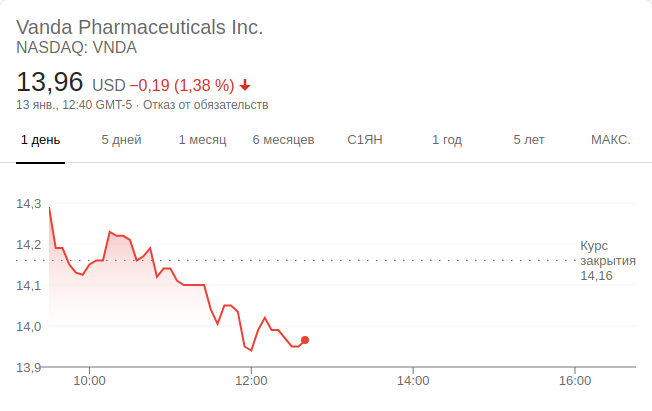 Vanda Pharmaceuticals Inc.
NASDAQ: VNDA
13,96 USD −0,19 (1,38 %)
13 янв., 12:40 GMT-5 · Отказ от обязательств
1 день 5 дней 1 месяц 6 месяцев С1ЯН 1 год 5 лет МАКС.
14,3
14,2
Курс
закрытия
14,16
14,1
14,0
13,9
10:00 12:00 14:00 16:00